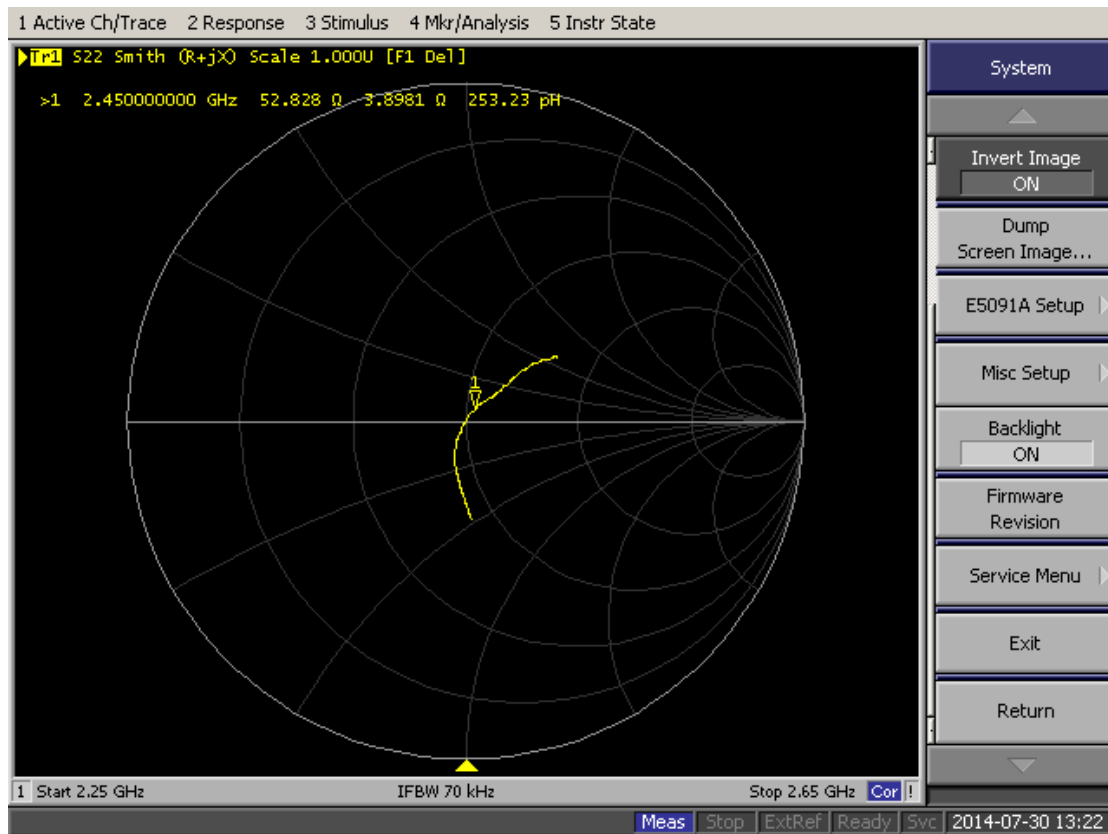 1 Active Ch/Trace 2 Response 3 Stimulus 4 Mkr/Analysis 5 Instr State
Tr1 S22 Smith (R+jX) Scale 1.000U [F1 Del]
>1 2.450000000 GHz 52.828 Ω 3.8981 Ω 253.23 pH
1
System
Invert Image
ON
Dump
Screen Image...
E5091A Setup
Misc Setup
Backlight
ON
Firmware
Revision
Service Menu
Exit
Return
1 Start 2.25 GHz IFBW 70 kHz Stop 2.65 GHz Cor !
Meas Stop ExtRef Ready Svc 2014-07-30 13:22